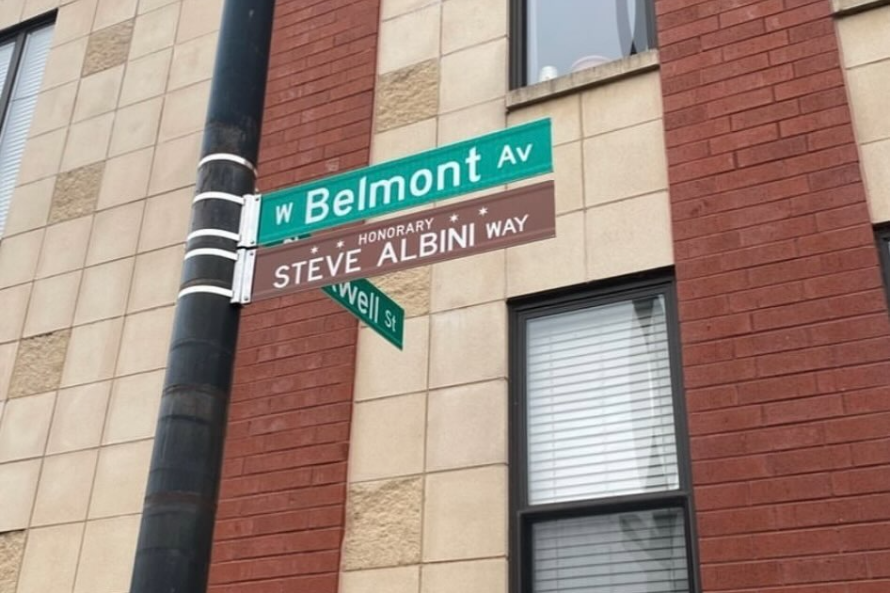 W Belmont Av
HONORARY
STEVE ALBINI WAY
well St